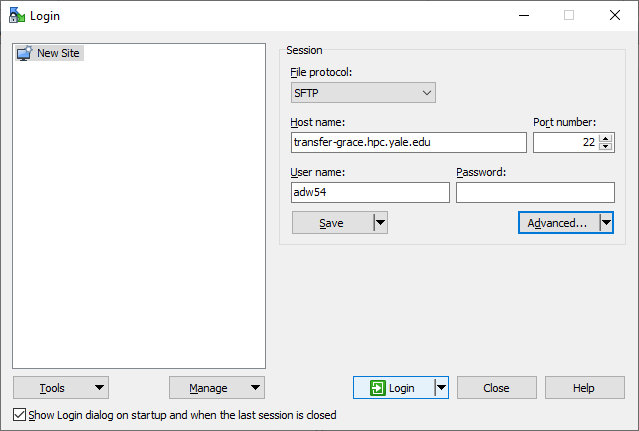 Login
New Site
Session
File protocol:
SFTP
Host name:
Port number:
transfer-grace.hpc.yale.edu
22
User name:
Password:
adw54
Save
Advanced...
Tools
Manage
Login
Close
Help
Show Login dialog on startup and when the last session is closed